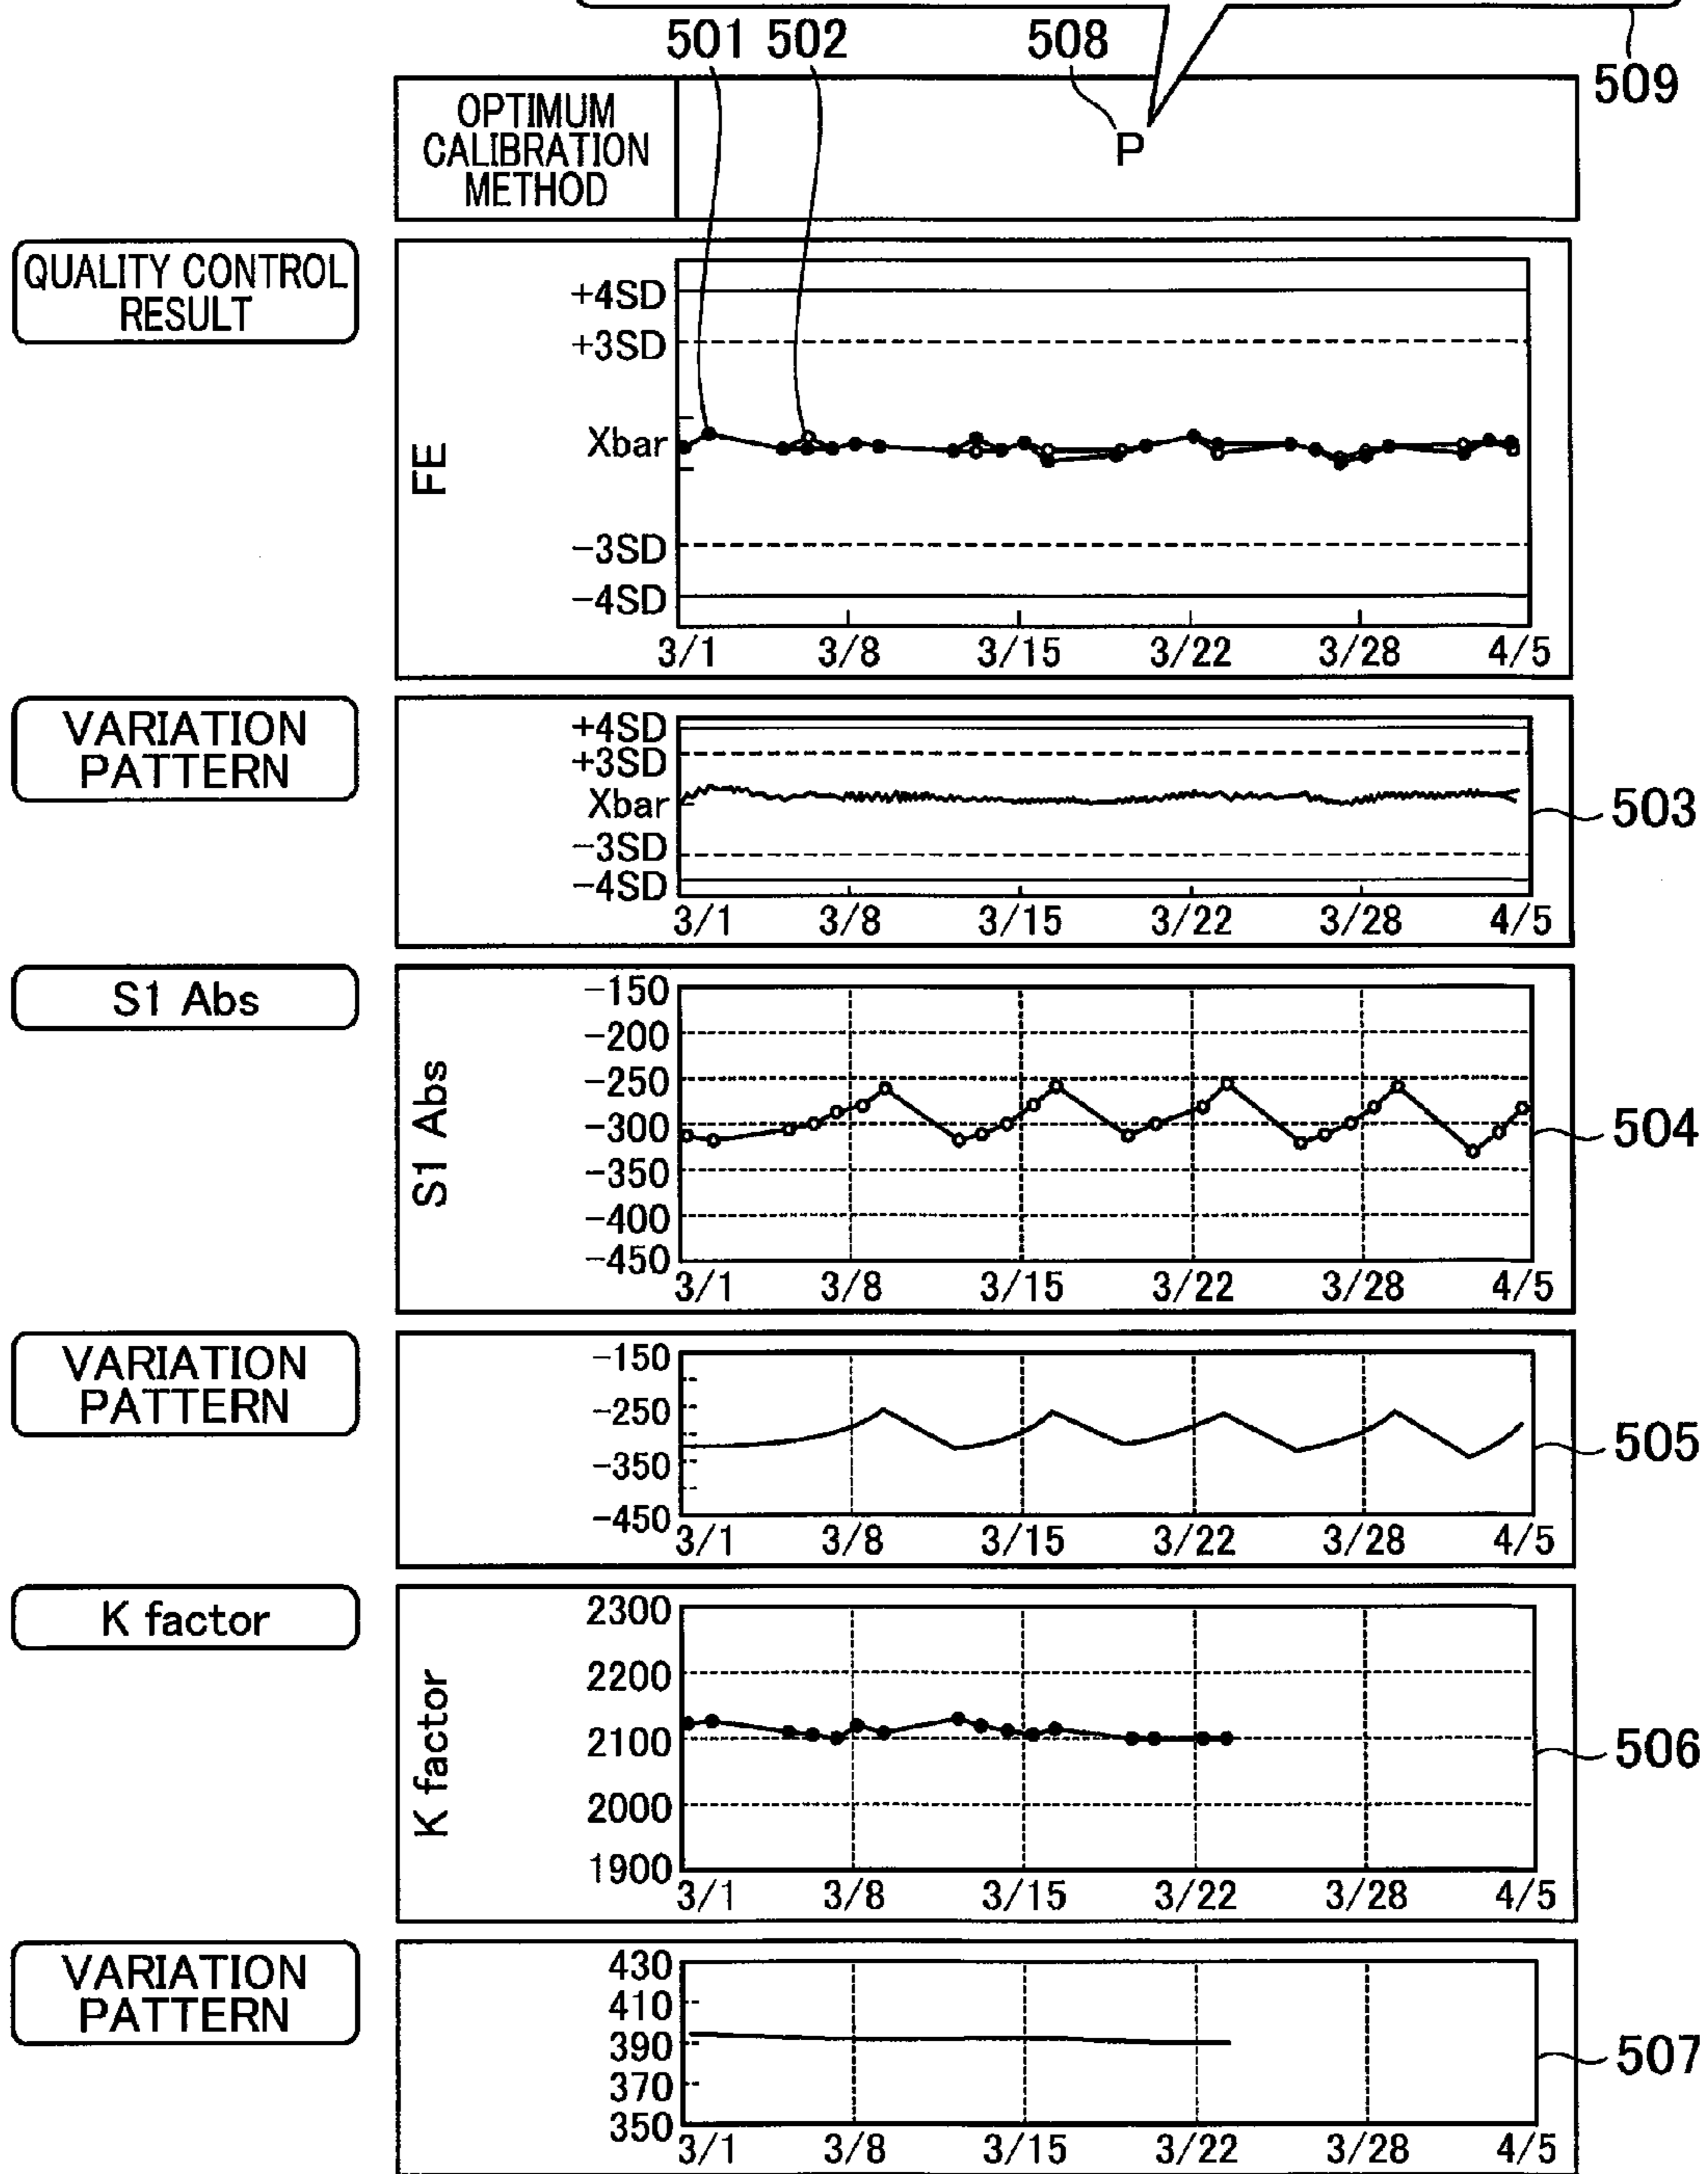 501 502 508
509
OPTIMUM
CALIBRATION
METHOD
P
QUALITY CONTROL
RESULT
FE
+4SD
+3SD
Xbar
−3SD
−4SD
3/1 3/8 3/15 3/22 3/28 4/5
VARIATION
PATTERN
+4SD
+3SD
Xbar
−3SD
−4SD
3/1 3/8 3/15 3/22 3/28 4/5
503
S1 Abs
S1 Abs
−150
−200
−250
−300
−350
−400
−450
3/1 3/8 3/15 3/22 3/28 4/5
504
VARIATION
PATTERN
−150
−250
−350
−450
3/1 3/8 3/15 3/22 3/28 4/5
505
K factor
K factor
2300
2200
2100
2000
1900
3/1 3/8 3/15 3/22 3/28 4/5
506
VARIATION
PATTERN
430
410
390
370
350
3/1 3/8 3/15 3/22 3/28 4/5
507